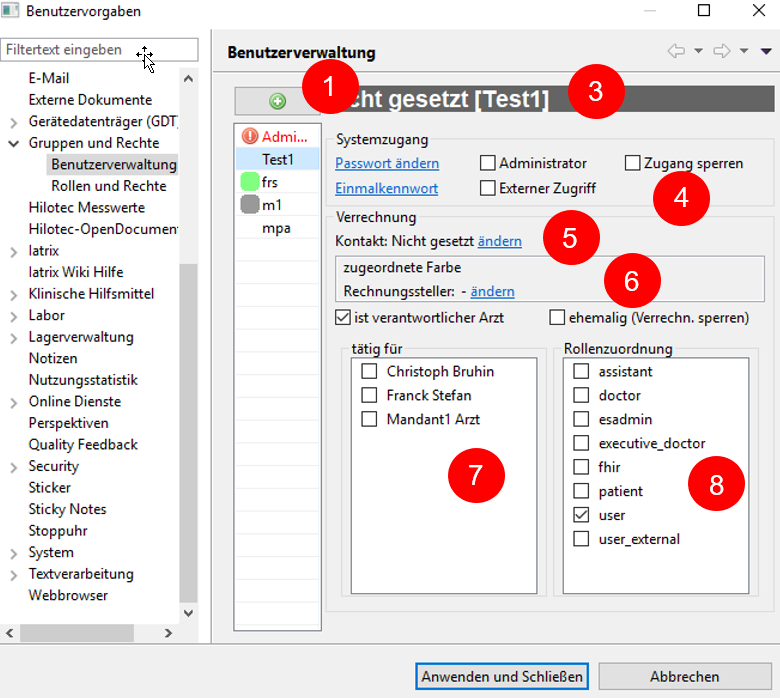 Benutzervorgaben
Filtertext eingeben
E-Mail
Externe Dokumente
Gerätedatenträger (GDT
Gruppen und Rechte
Benutzerverwaltung
Rollen und Rechte
Hilotec Messwerte
Hilotec-OpenDocumen
Iatrix
Iatrix Wiki Hilfe
Klinische Hilfsmittel
Labor
Lagerverwaltung
Notizen
Nutzungsstatistik
Online Dienste
Perspektiven
Quality Feedback
Security
Sticker
Sticky Notes
Stoppuhr
System
Textverarbeitung
Webbrowser
Benutzerverwaltung
1
cht gesetzt [Test1]
3
Admi...
Test1
frs
m1
mpa
Systemzugang
Passwort ändern
Administrator
Zugang sperren
Einmalkennwort
Externer Zugriff
4
Verrechnung
Kontakt: Nicht gesetzt ändern
5
zugeordnete Farbe
Rechnungssteller: - ändern
6
ist verantwortlicher Arzt
ehemalig (Verrechn. sperren)
tätig für
Christoph Bruhin
Franck Stefan
Mandant1 Arzt
7
Rollenzuordnung
assistant
doctor
esadmin
executive_doctor
fhir
patient
user
user_external
8
Anwenden und Schließen
Abbrechen